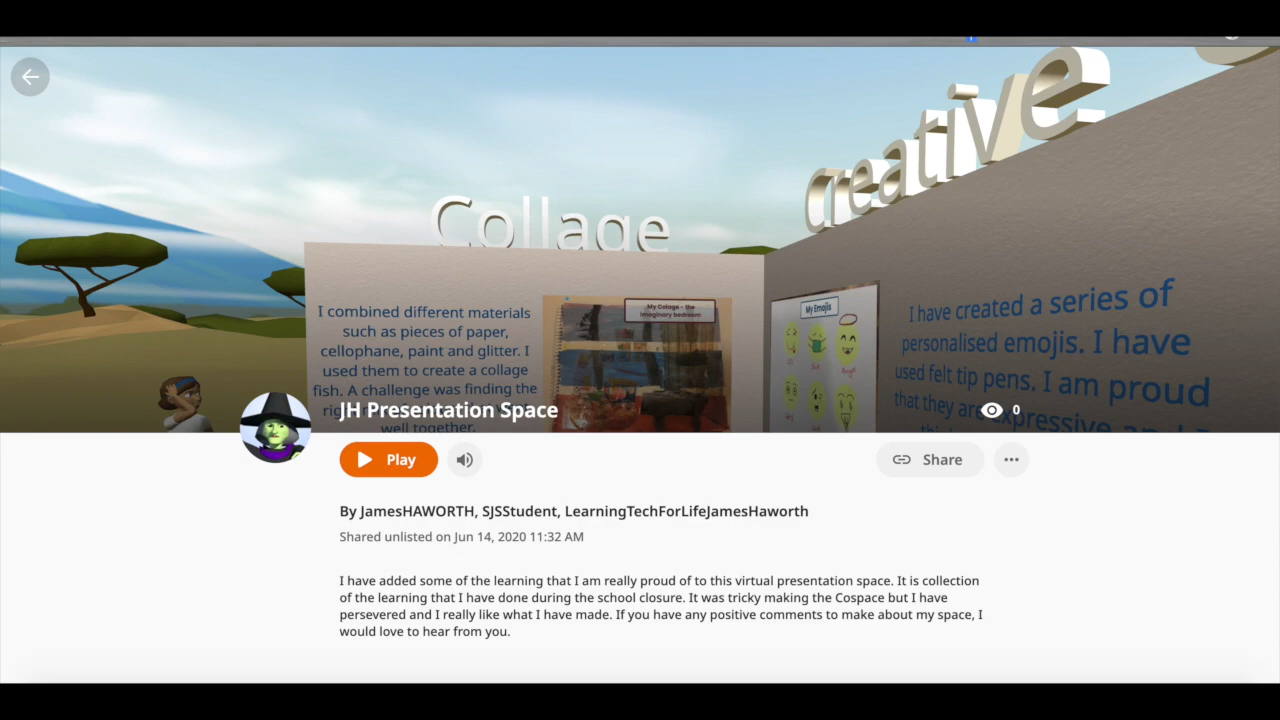 creative
Collage
I combined different materials
such as pieces of paper,
cellophane, paint and glitter. I
used them to create a collage
fish. A challenge was finding the
well together.
My Colage - the
imaginary bedroom
My Emojis
I have created a series of
personalised emojis. I have
used felt tip pens. I am proud
that they are expressive and
JH Presentation Space
0
Play
Share
By JamesHAWORTH, SJSStudent, LearningTechForLifeJamesHaworth
Shared unlisted on Jun 14, 2020 11:32 AM
I have added some of the learning that I am really proud of to this virtual presentation space. It is collection
of the learning that I have done during the school closure. It was tricky making the Cospace but I have
persevered and I really like what I have made. If you have any positive comments to make about my space, I
would love to hear from you.